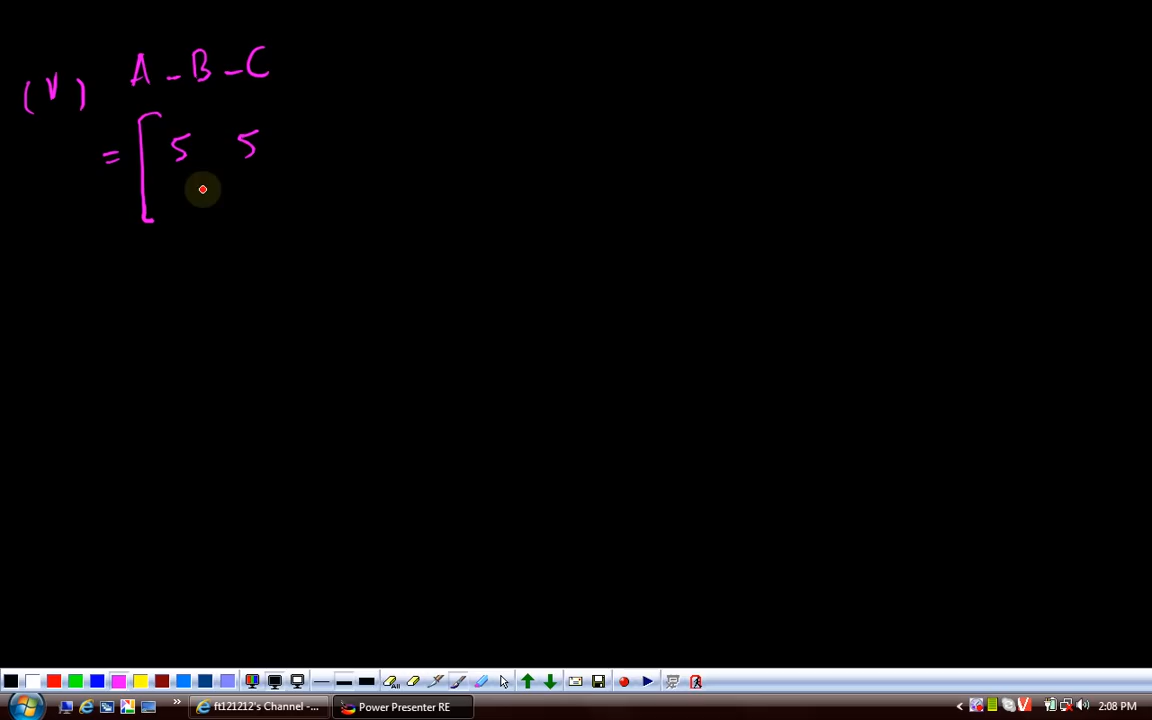 (V) A - B - C
= [ 5 5
ft121212's Channel -...
Power Presenter RE
2:08 PM